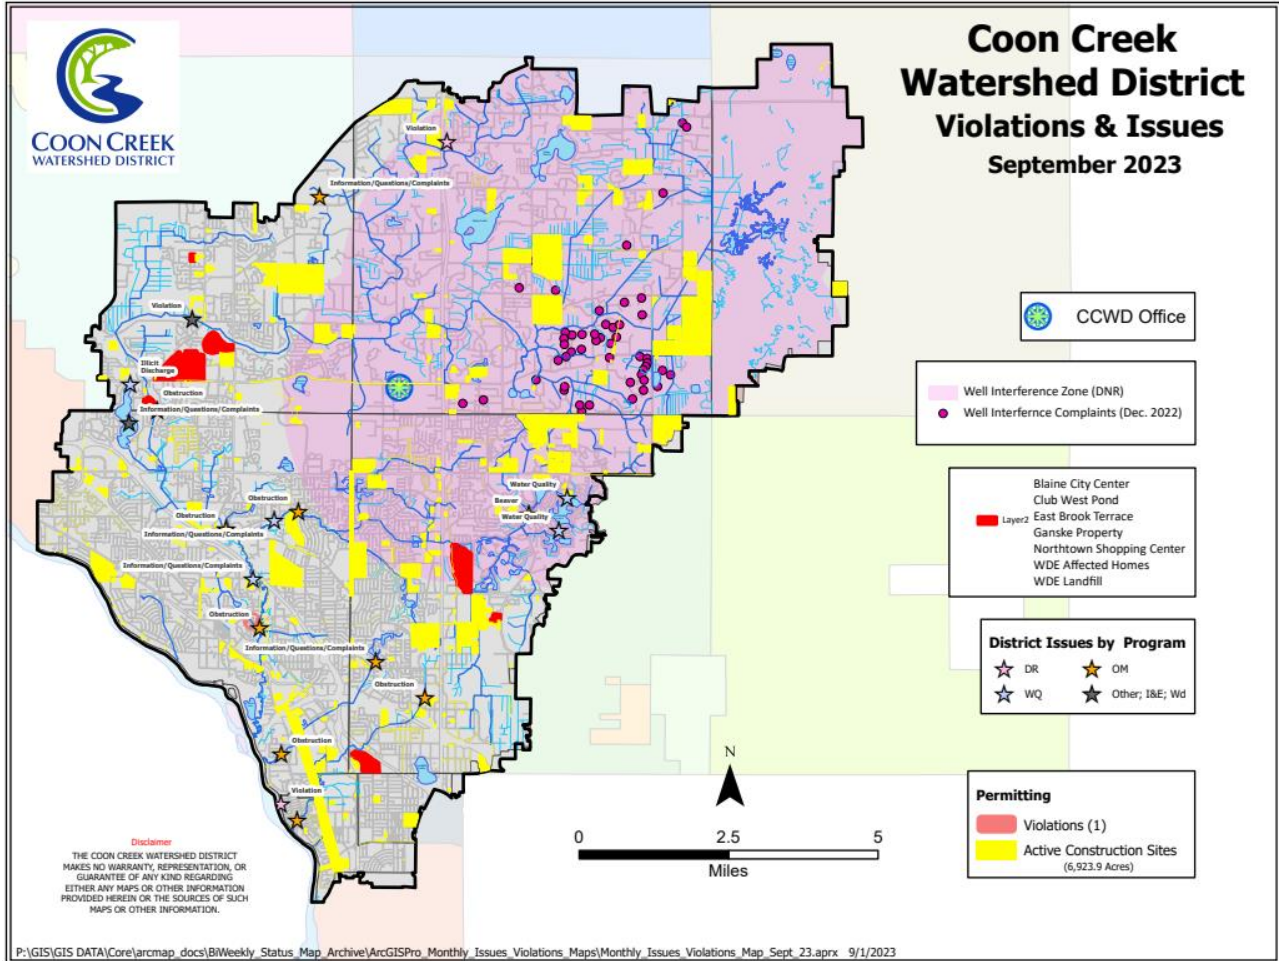 COON CREEK
WATERSHED DISTRICT
Coon Creek
Watershed District
Violations & Issues
September 2023
Violation
Information/Questions/Complaints
Violation
Illicit
Discharge
Obstruction
Information/Questions/Complaints
Obstruction
Obstruction
Information/Questions/Complaints
Information/Questions/Complaints
Obstruction
Information/Questions/Complaints
Obstruction
Obstruction
Violation
Water Quality
Beaver
Water Quality
CCWD Office
Well Interference Zone (DNR)
Well Interfernce Complaints (Dec. 2022)
Layer2
Blaine City Center
Club West Pond
East Brook Terrace
Ganske Property
Northtown Shopping Center
WDE Affected Homes
WDE Landfill
District Issues by Program
DR
OM
WQ
Other; I&E; Wd
N
0 2.5 5
Miles
Permitting
Violations (1)
Active Construction Sites
(6,923.9 Acres)
Disclaimer
THE COON CREEK WATERSHED DISTRICT
MAKES NO WARRANTY, REPRESENTATION, OR
GUARANTEE OF ANY KIND REGARDING
EITHER ANY MAPS OR OTHER INFORMATION
PROVIDED HEREIN OR THE SOURCES OF SUCH
MAPS OR OTHER INFORMATION.
P:\GIS\GIS DATA\Core\arcmap_docs\BiWeekly_Status_Map_Archive\ArcGISPro_Monthly_Issues_Violations_Maps\Monthly_Issues_Violations_Map_Sept_23.aprx 9/1/2023